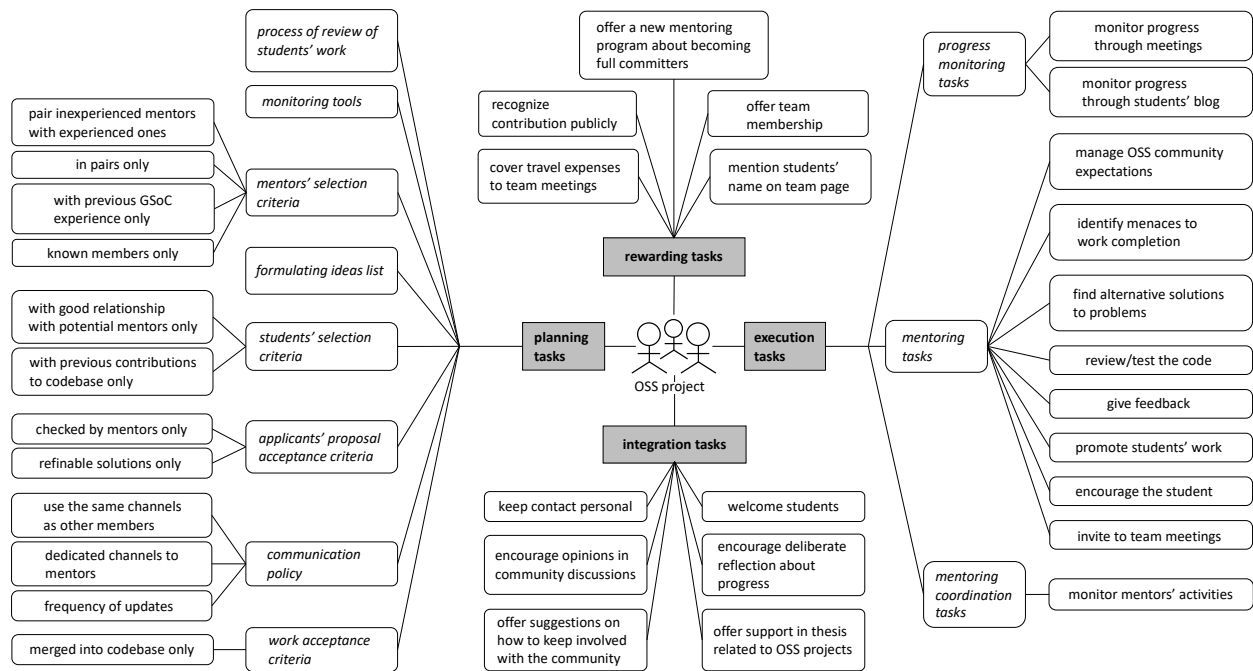 process of review of
students' work
monitoring tools
pair inexperienced mentors
with experienced ones
in pairs only
with previous GSoC
experience only
known members only
mentors' selection
criteria
formulating ideas list
with good relationship
with potential mentors only
with previous contributions
to codebase only
students' selection
criteria
checked by mentors only
refinable solutions only
applicants' proposal
acceptance criteria
use the same channels
as other members
dedicated channels to
mentors
frequency of updates
communication
policy
merged into codebase only
work acceptance
criteria
planning
tasks
offer a new mentoring
program about becoming
full committers
recognize
contribution publicly
offer team
membership
cover travel expenses
to team meetings
mention students'
name on team page
rewarding tasks
OSS project
integration tasks
keep contact personal
welcome students
encourage opinions in
community discussions
encourage deliberate
reflection about
progress
offer suggestions on
how to keep involved
with the community
offer support in thesis
related to OSS projects
execution
tasks
progress
monitoring
tasks
monitor progress
through meetings
monitor progress
through students' blog
mentoring
tasks
manage OSS community
expectations
identify menaces to
work completion
find alternative solutions
to problems
review/test the code
give feedback
promote students' work
encourage the student
invite to team meetings
mentoring
coordination
tasks
monitor mentors' activities